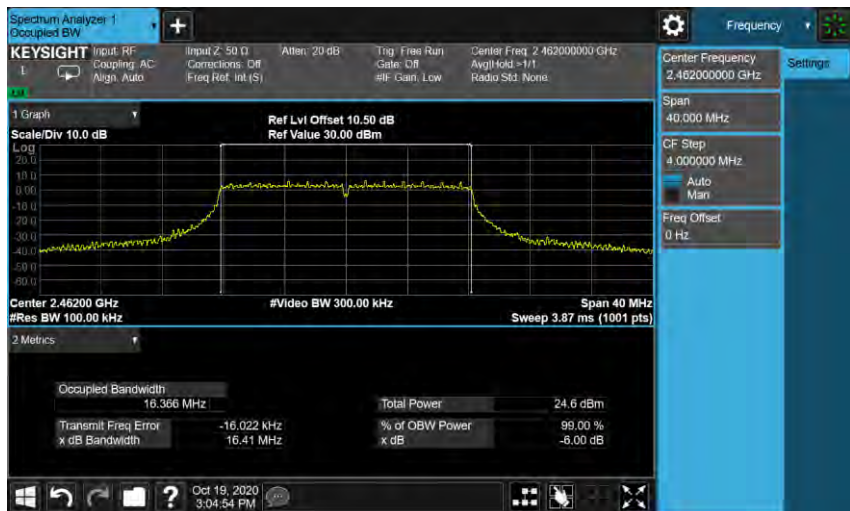 Spectrum Analyzer 1
Occupied BW
+
Frequency
KEYSIGHT Input: RF Input Z: 50 Ω Atten: 20 dB Trig: Free Run Center Freq: 2.462000000 GHz
L Coupling: AC Corrections: Off Gate: Off Avg|Hold:>1/1
Align: Auto Freq Ref: Int (S) #IF Gain: Low Radio Std: None
Center Frequency
2.462000000 GHz
Settings
Span
40.000 MHz
CF Step
4.000000 MHz
Auto
Man
Freq Offset
0 Hz
1 Graph
Ref Lvl Offset 10.50 dB
Scale/Div 10.0 dB Ref Value 30.00 dBm
Log
20.0
10.0
0.00
-10.0
-20.0
-30.0
-40.0
-50.0
-60.0
Center 2.46200 GHz #Video BW 300.00 kHz Span 40 MHz
#Res BW 100.00 kHz Sweep 3.87 ms (1001 pts)
2 Metrics
Occupied Bandwidth
16.366 MHz Total Power 24.6 dBm
Transmit Freq Error -16.022 kHz % of OBW Power 99.00 %
x dB Bandwidth 16.41 MHz x dB -6.00 dB
? Oct 19, 2020
3:04:54 PM